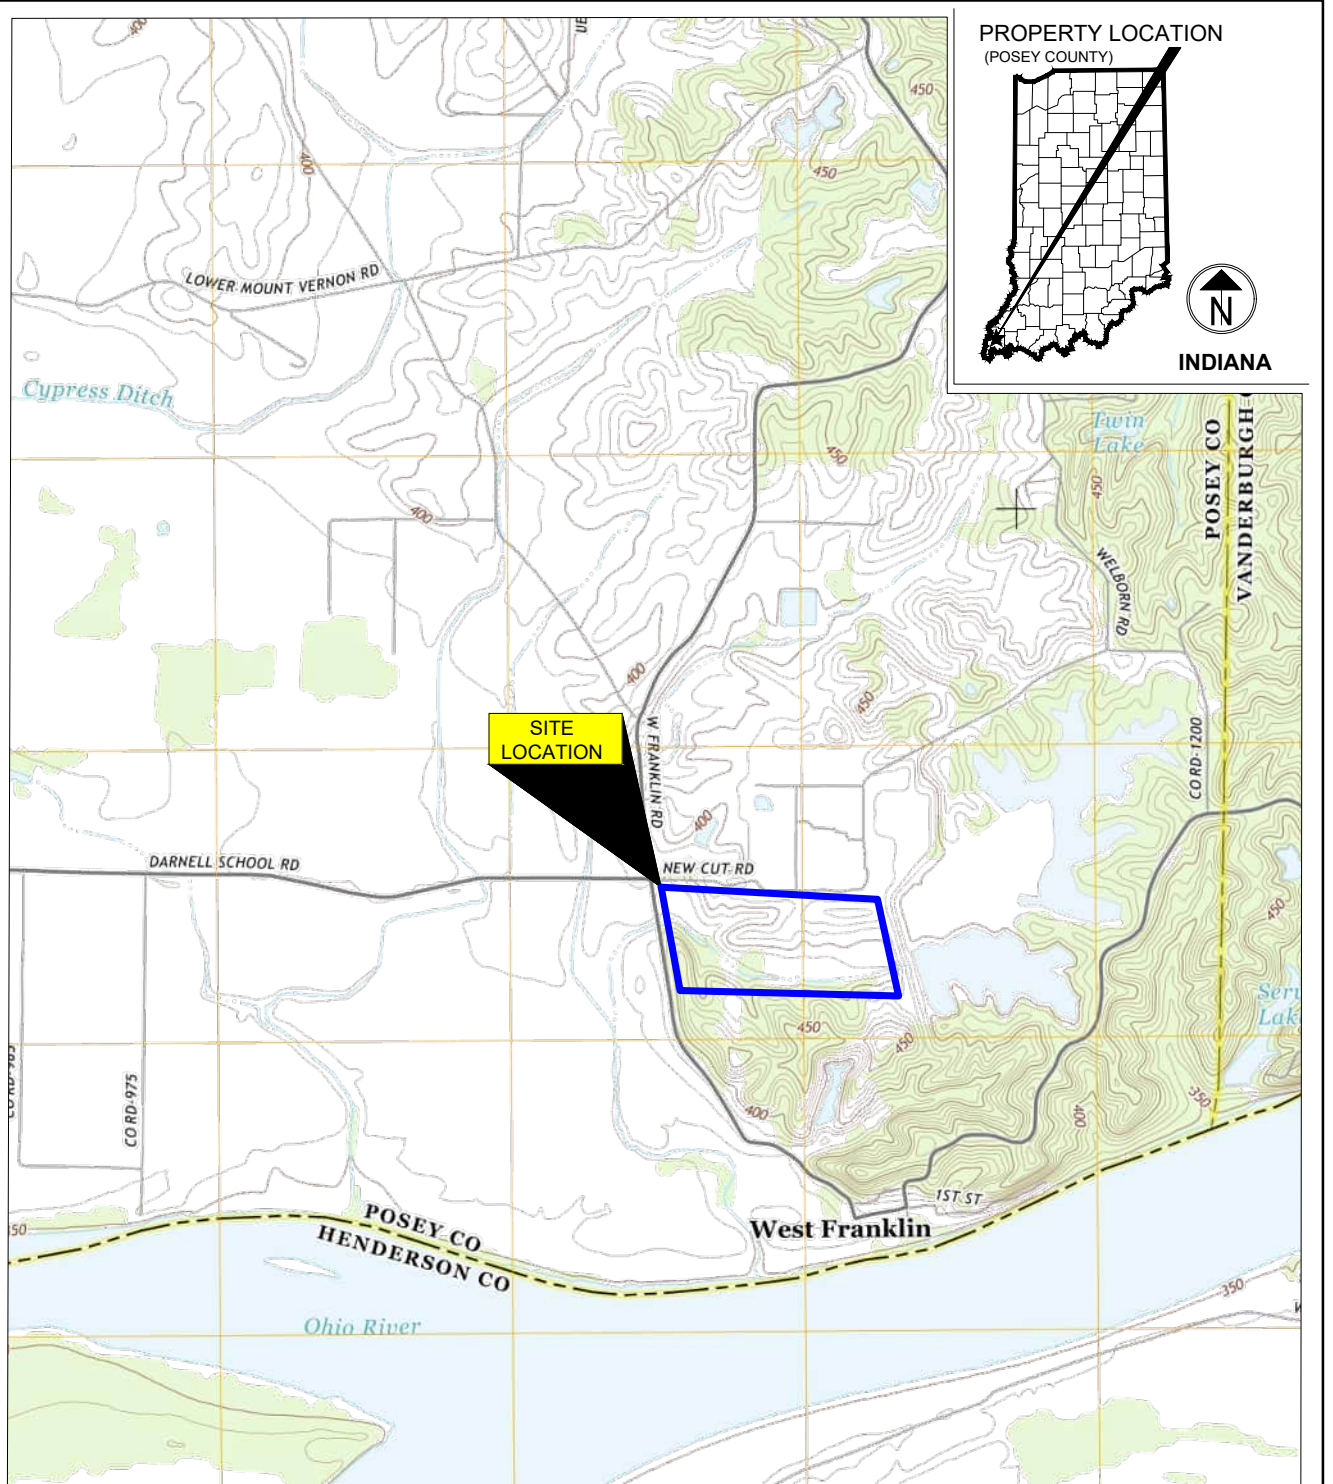 PROPERTY LOCATION
(POSEY COUNTY)
N
INDIANA
400
450
400
450
LOWER MOUNT VERNON RD
Cypress Ditch
Twin
Lake
POSEY CO
VANDERBURGH
450
450
400
WELBORN RD
400
450
SITE
LOCATION
W FRANKLIN RD
CO RD 1200
400
DARNELL SCHOOL RD
NEW CUT RD
450
450
450
400
400
350
CO RD 975
1ST ST
West Franklin
POSEY CO
HENDERSON CO
350
Ohio River